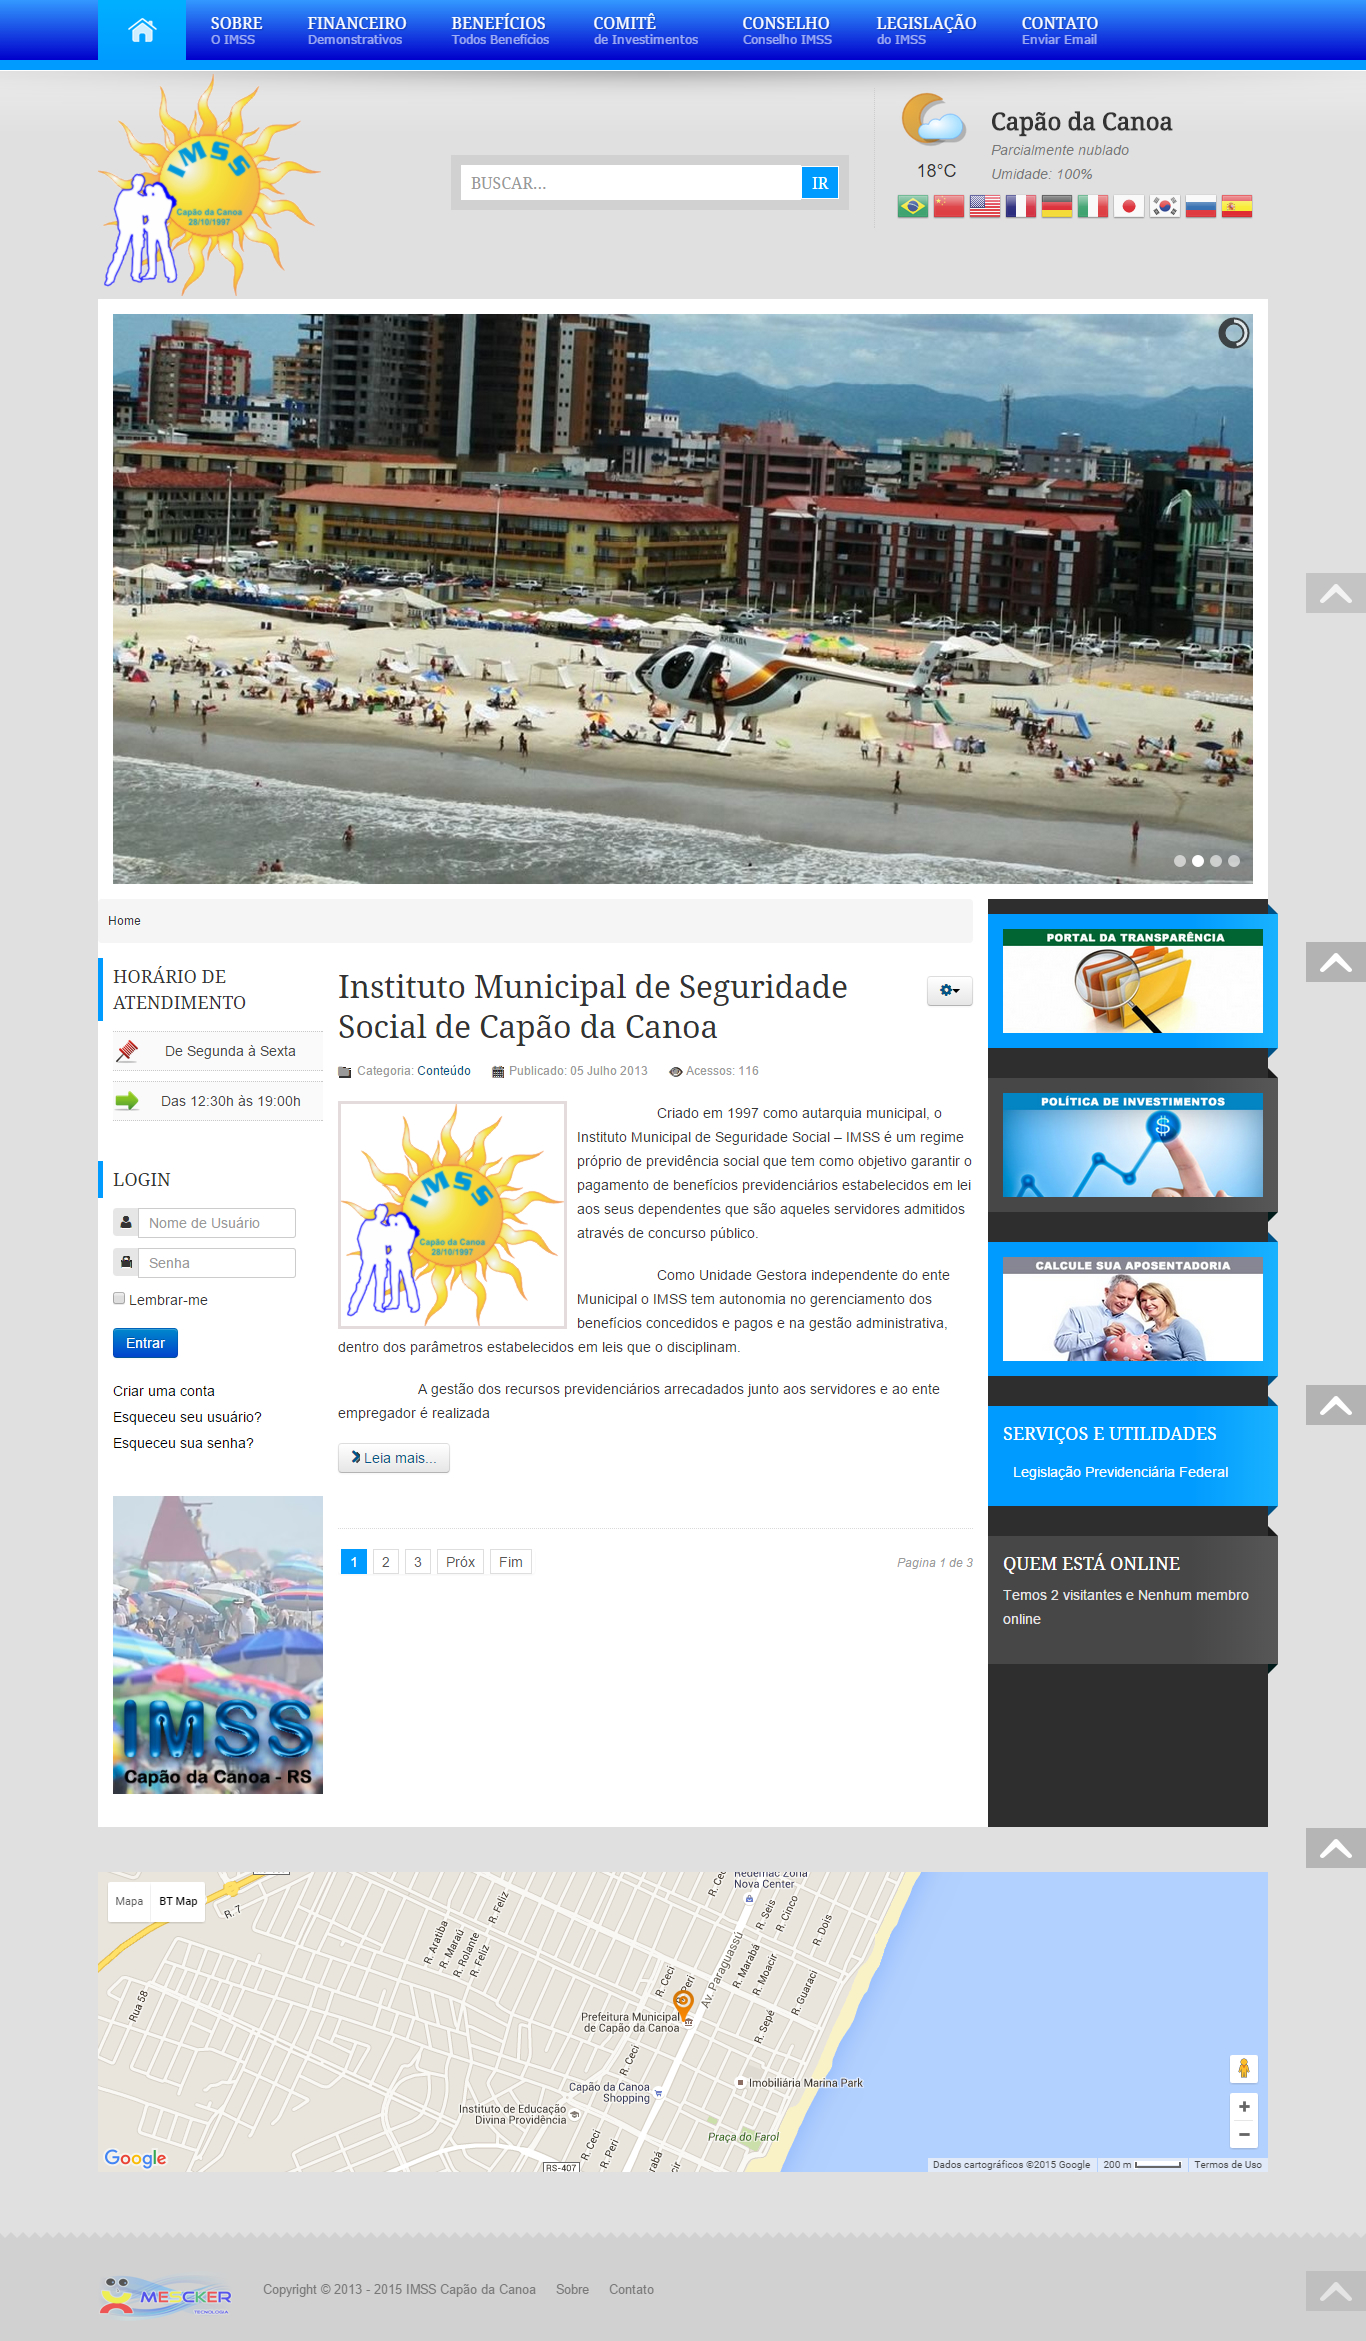 SOBRE
O IMSS
FINANCEIRO
Demonstrativos
BENEFÍCIOS
Todos Benefícios
COMITÊ
de Investimentos
CONSELHO
Conselho IMSS
LEGISLAÇÃO
do IMSS
CONTATO
Enviar Email
IMSS
Capão da Canoa
28/10/1997
BUSCAR...
IR
18°C
Capão da Canoa
Parcialmente nublado
Umidade: 100%
BRIGADA
Home
HORÁRIO DE
ATENDIMENTO
De Segunda à Sexta
Das 12:30h às 19:00h
LOGIN
Nome de Usuário
Senha
Lembrar-me
Entrar
Criar uma conta
Esqueceu seu usuário?
Esqueceu sua senha?
IMSS
Capão da Canoa - RS
Instituto Municipal de Seguridade
Social de Capão da Canoa
Categoria: Conteúdo
Publicado: 05 Julho 2013
Acessos: 116
IMSS
Capão da Canoa
28/10/1997
Criado em 1997 como autarquia municipal, o
Instituto Municipal de Seguridade Social – IMSS é um regime
próprio de previdência social que tem como objetivo garantir o
pagamento de benefícios previdenciários estabelecidos em lei
aos seus dependentes que são aqueles servidores admitidos
através de concurso público.
Como Unidade Gestora independente do ente
Municipal o IMSS tem autonomia no gerenciamento dos
benefícios concedidos e pagos e na gestão administrativa,
dentro dos parâmetros estabelecidos em leis que o disciplinam.
A gestão dos recursos previdenciários arrecadados junto aos servidores e ao ente
empregador é realizada
Leia mais...
1
2
3
Próx
Fim
Pagina 1 de 3
PORTAL DA TRANSPARÊNCIA
POLÍTICA DE INVESTIMENTOS
$
CALCULE SUA APOSENTADORIA
SERVIÇOS E UTILIDADES
Legislação Previdenciária Federal
QUEM ESTÁ ONLINE
Temos 2 visitantes e Nenhum membro
online
Mapa
BT Map
R. 7
Rua 58
R. Aratiba
R. Maraú
R. Rolante
R. Feliz
R. Feliz
Redemac Zona
Nova Center
R. Seis
R. Cinco
R. Dois
R. Marabá
R. Moacir
R. Guaraci
R. Sepé
R. Ceci
R. Peri
Av. Paraguassú
Prefeitura Municipal
de Capão da Canoa
R. Ceci
Capão da Canoa
Shopping
Imobiliária Marina Park
Instituto de Educação
Divina Providência
R. Ceci
R. Peri
Praça do Farol
RS-407
Google
Dados cartográficos ©2015 Google
200 m
Termos de Uso
MESCKER
TECNOLOGIA
Copyright © 2013 - 2015 IMSS Capão da Canoa
Sobre
Contato